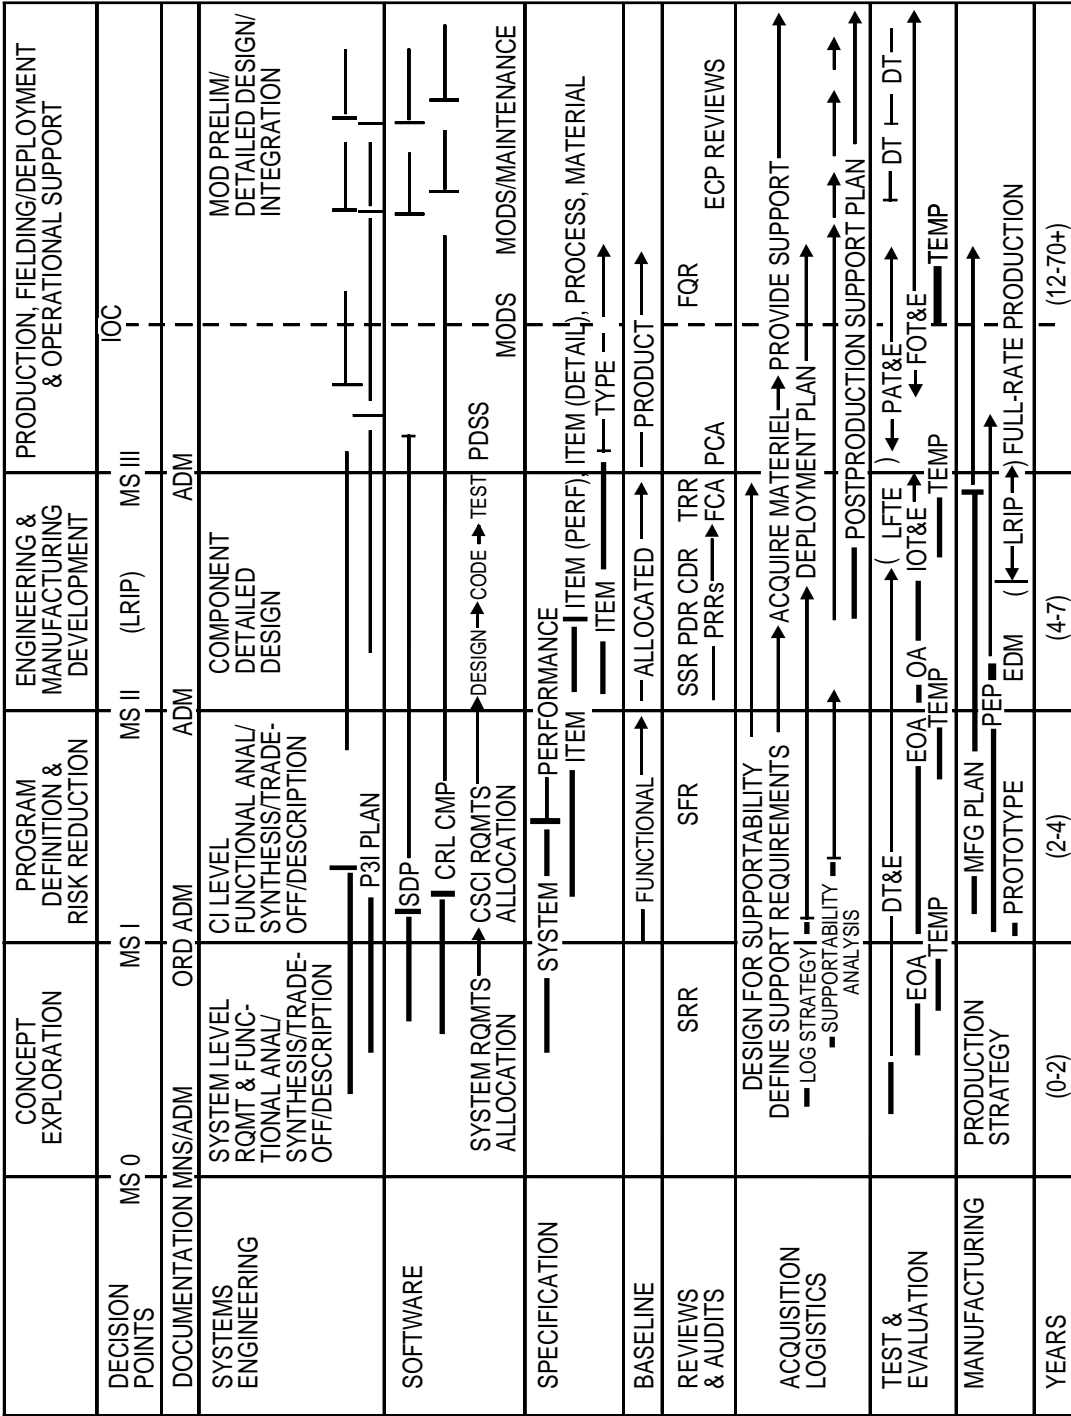 CONCEPT
EXPLORATION
PROGRAM
DEFINITION &
RISK REDUCTION
ENGINEERING &
MANUFACTURING
DEVELOPMENT
PRODUCTION, FIELDING/DEPLOYMENT
& OPERATIONAL SUPPORT
DECISION
POINTS
MS 0
MS I
MS II
(LRIP)
MS III
IOC
DOCUMENTATION MNS/ADM
ORD ADM
ADM
ADM
SYSTEMS
ENGINEERING
SYSTEM LEVEL
RQMT & FUNC-
TIONAL ANAL/
SYNTHESIS/TRADE-
OFF/DESCRIPTION
CI LEVEL
FUNCTIONAL ANAL/
SYNTHESIS/TRADE-
OFF/DESCRIPTION
COMPONENT
DETAILED
DESIGN
MOD PRELIM/
DETAILED DESIGN/
INTEGRATION
P3I PLAN
SOFTWARE
SDP
CRL CMP
SYSTEM RQMTS
ALLOCATION
CSCI RQMTS
ALLOCATION
DESIGN
CODE
TEST
PDSS
MODS
MODS/MAINTENANCE
SPECIFICATION
SYSTEM
PERFORMANCE
ITEM
ITEM (PERF), ITEM (DETAIL), PROCESS, MATERIAL
ITEM
TYPE
BASELINE
FUNCTIONAL
ALLOCATED
PRODUCT
REVIEWS
& AUDITS
SRR
SFR
SSR PDR CDR TRR
PRRs
FCA
PCA
FQR
ECP REVIEWS
ACQUISITION
LOGISTICS
DESIGN FOR SUPPORTABILITY
DEFINE SUPPORT REQUIREMENTS
ACQUIRE MATERIEL
PROVIDE SUPPORT
LOG STRATEGY
DEPLOYMENT PLAN
SUPPORTABILITY
ANALYSIS
POSTPRODUCTION SUPPORT PLAN
TEST &
EVALUATION
DT&E
( LFTE )
PAT&E
DT
DT
EOA
EOA
OA
IOT&E
FOT&E
TEMP
TEMP
TEMP
TEMP
MANUFACTURING
PRODUCTION
STRATEGY
MFG PLAN
PEP
PROTOTYPE
EDM
( LRIP )
FULL-RATE PRODUCTION
YEARS
(0-2)
(2-4)
(4-7)
(12-70+)